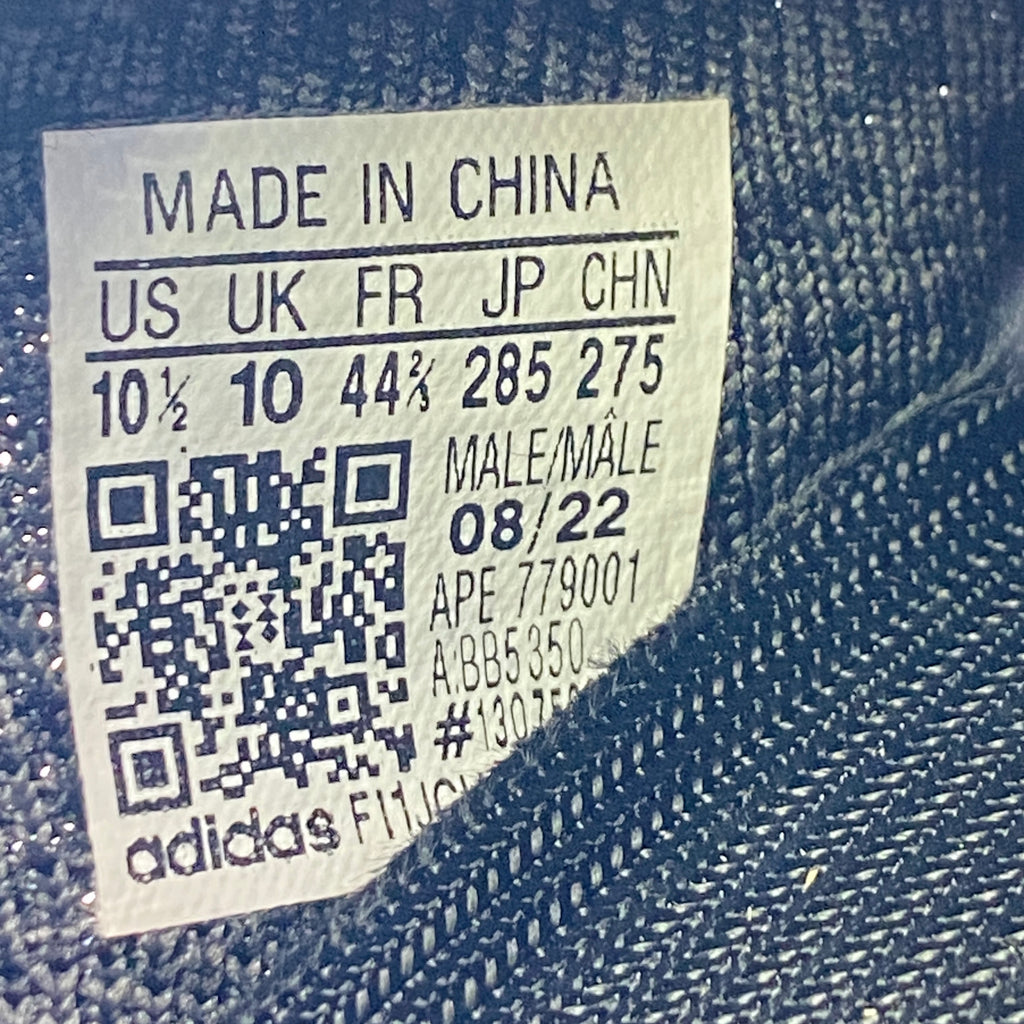 MADE IN CHINA
US UK FR JP CHN
10½ 10 44⅔ 285 275
MALE/MÂLE
08/22
APE 779001
A:BB5350
adidas